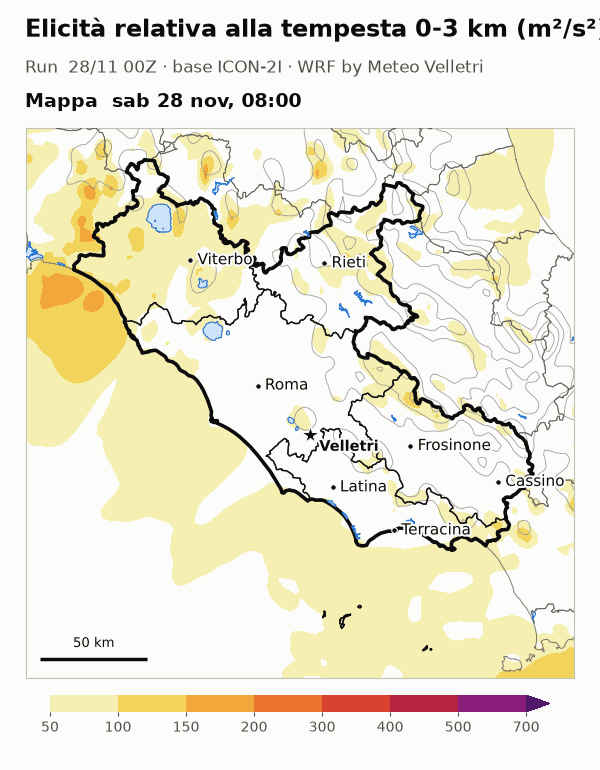 Elicità relativa alla tempesta 0-3 km (m²/s²)
Run  28/11 00Z · base ICON-2I · WRF by Meteo Velletri
Mappa  sab 28 nov, 08:00
Viterbo
Rieti
Roma
Velletri
Frosinone
Cassino
Latina
Terracina
50 km
50 100 150 200 300 400 500 700